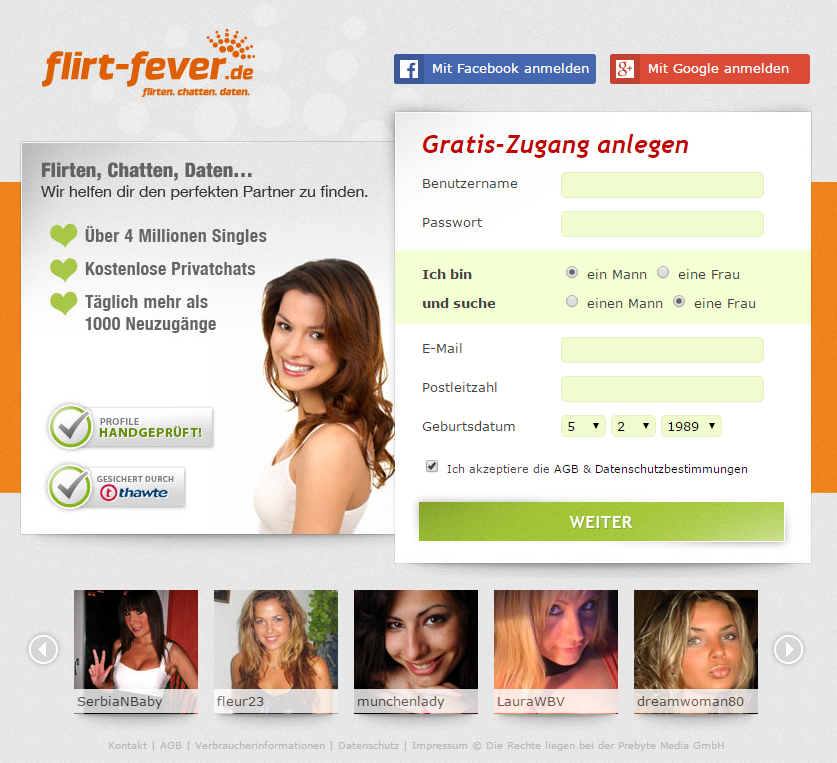 flirt-fever.de
flirten. chatten. daten.
Mit Facebook anmelden
Mit Google anmelden
Flirten, Chatten, Daten...
Wir helfen dir den perfekten Partner zu finden.
Über 4 Millionen Singles
Kostenlose Privatchats
Täglich mehr als
1000 Neuzugänge
PROFILE
HANDGEPRÜFT!
GESICHERT DURCH
thawte
Gratis-Zugang anlegen
Benutzername
Passwort
Ich bin ein Mann eine Frau
und suche einen Mann eine Frau
E-Mail
Postleitzahl
Geburtsdatum 5 2 1989
Ich akzeptiere die AGB & Datenschutzbestimmungen
WEITER
SerbiaNBaby
fleur23
munchenlady
LauraWBV
dreamwoman80
Kontakt | AGB | Verbraucherinformationen | Datenschutz | Impressum © Die Rechte liegen bei der Prebyte Media GmbH